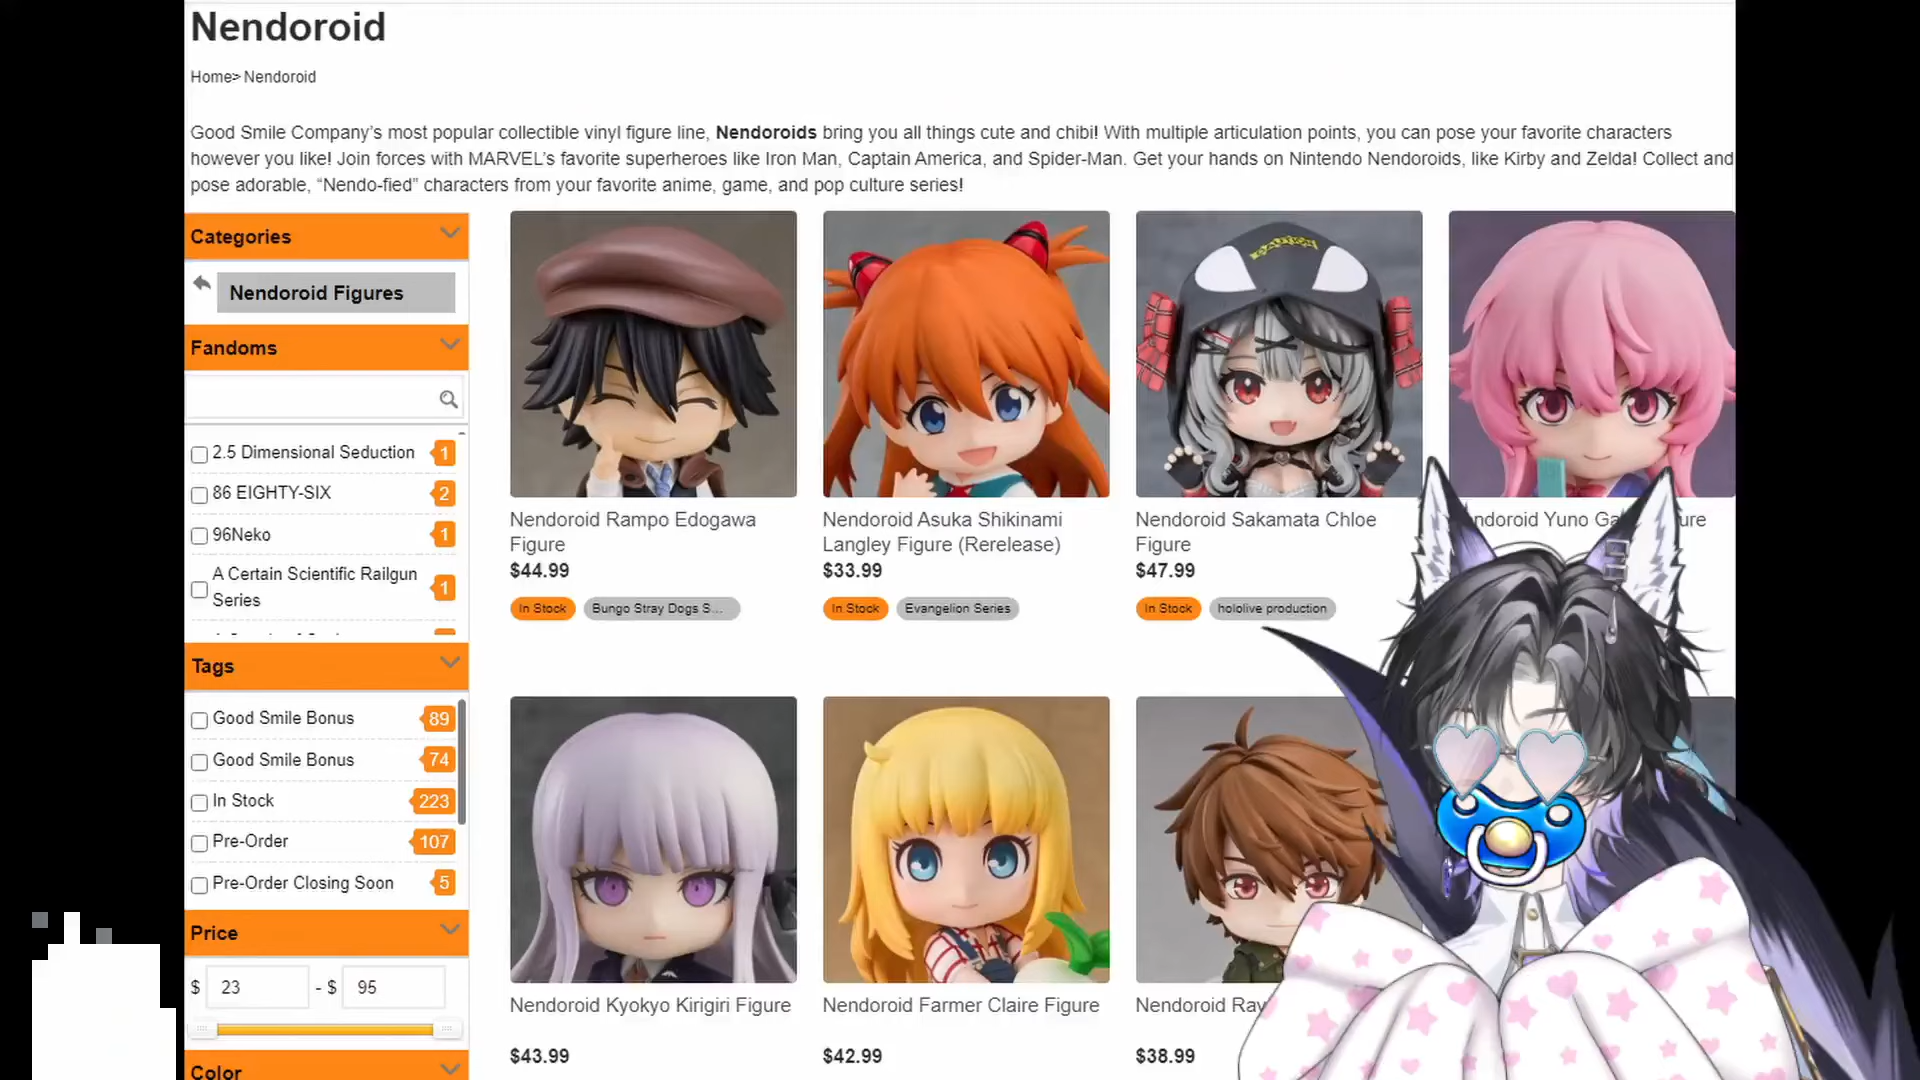 Nendoroid
Home> Nendoroid
Good Smile Company's most popular collectible vinyl figure line, Nendoroids bring you all things cute and chibi! With multiple articulation points, you can pose your favorite characters
however you like! Join forces with MARVEL's favorite superheroes like Iron Man, Captain America, and Spider-Man. Get your hands on Nintendo Nendoroids, like Kirby and Zelda! Collect and
pose adorable, “Nendo-fied” characters from your favorite anime, game, and pop culture series!
Categories
Nendoroid Figures
Fandoms
2.5 Dimensional Seduction 1
86 EIGHTY-SIX 2
96Neko 1
A Certain Scientific Railgun
Series 1
Tags
Good Smile Bonus 89
Good Smile Bonus 74
In Stock 223
Pre-Order 107
Pre-Order Closing Soon 5
Price
$ 23 - $ 95
Color
CAUTION
Nendoroid Rampo Edogawa
Figure
$44.99
In Stock Bungo Stray Dogs S...
Nendoroid Asuka Shikinami
Langley Figure (Rerelease)
$33.99
In Stock Evangelion Series
Nendoroid Sakamata Chloe
Figure
$47.99
In Stock hololive production
ndoroid Yuno Ga ure
Nendoroid Kyokyo Kirigiri Figure
$43.99
Nendoroid Farmer Claire Figure
$42.99
Nendoroid Ray
$38.99